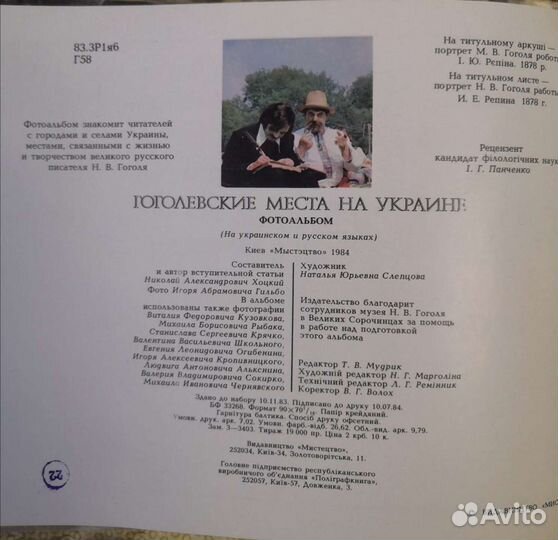 83.3Р1я6
Г58
На титульному аркуші —
портрет М. В. Гоголя робот
І. Ю. Рєпіна. 1878 р.
На титульном листе —
портрет Н. В. Гоголя работы
И. Е. Репина 1878 г.
Фотоальбом знакомит читателей
с городами и селами Украины,
местами, связанными с жизнью
и творчеством великого русского
писателя Н. В. Гоголя
Рецензент
кандидат філологічних наук
І. Г. Панченко
ГОГОЛЕВСКИЕ МЕСТА НА УКРАИНЕ
ФОТОАЛЬБОМ
(На украинском и русском языках)
Киев «Мыстэцтво» 1984
Составитель
и автор вступительной статьи
Николай Александрович Хоцкий
Фото Игоря Абрамовича Гильбо
В альбоме
использованы также фотографии
Виталия Федоровича Кузовкова,
Михаила Борисовича Рыбака,
Станислава Сергеевича Крячко,
Валентина Васильевича Школьного,
Евгения Леонидовича Огибенина,
Игоря Алексеевича Кропивницкого,
Людвига Антоновича Альксниса,
Валерия Владимировича Сокирко,
Михаила Ивановича Чернявского
Художник
Наталья Юрьевна Слепцова
Издательство благодарит
сотрудников музея Н. В. Гоголя
в Великих Сорочинцах за помощь
в работе над подготовкой
этого альбома
Редактор Т. В. Мудрик
Художній редактор Н. Г. Марголіна
Технічний редактор Л. Г. Ремінник
Коректор В. Г. Волох
Здано до набору 10.11.83. Підписано до друку 10.07.84.
БФ 33268. Формат 90×70¹/₁₈. Папір крейданий.
Гарнітура балтика. Спосіб друку офсетний.
Умовн. друк. арк. 7,02. Умовн. фарб.-відб. 26,62. Обл.-вид. арк. 9,79.
Зам. 3—3403. Тираж 19 000 пр. Ціна 2 крб. 10 к.
Видавництво «Мистецтво»,
252034, Київ-34, Золотоворітська, 11.
Головне підприємство республіканського
виробничого об'єднання «Поліграфкнига»,
252057, Київ-57, Довженка, 3.
22
Avito